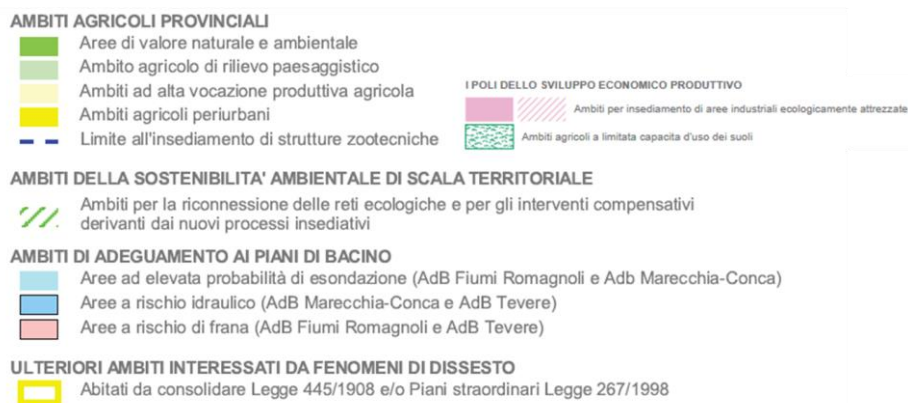 AMBITI AGRICOLI PROVINCIALI
Aree di valore naturale e ambientale
Ambito agricolo di rilievo paesaggistico
Ambiti ad alta vocazione produttiva agricola
Ambiti agricoli periurbani
Limite all'insediamento di strutture zootecniche
I POLI DELLO SVILUPPO ECONOMICO PRODUTTIVO
Ambiti per insediamento di aree industriali ecologicamente attrezzate
Ambiti agricoli a limitata capacita d'uso dei suoli
AMBITI DELLA SOSTENIBILITA' AMBIENTALE DI SCALA TERRITORIALE
Ambiti per la riconnessione delle reti ecologiche e per gli interventi compensativi
derivanti dai nuovi processi insediativi
AMBITI DI ADEGUAMENTO AI PIANI DI BACINO
Aree ad elevata probabilità di esondazione (AdB Fiumi Romagnoli e Adb Marecchia-Conca)
Aree a rischio idraulico (AdB Marecchia-Conca e AdB Tevere)
Aree a rischio di frana (AdB Fiumi Romagnoli e AdB Tevere)
ULTERIORI AMBITI INTERESSATI DA FENOMENI DI DISSESTO
Abitati da consolidare Legge 445/1908 e/o Piani straordinari Legge 267/1998